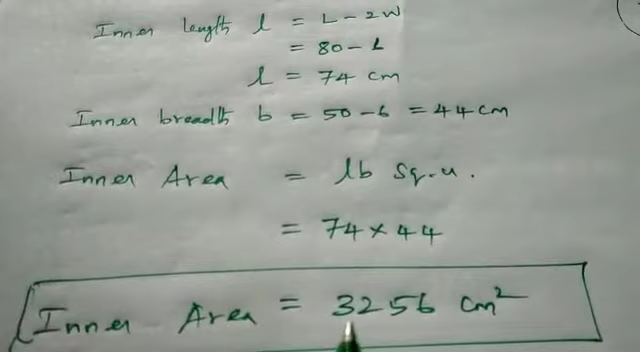 Inner length l = L - 2W
= 80 - 6
l = 74 cm
Inner breadth b = 50 - 6 = 44 cm
Inner Area = lb sq.u.
= 74 × 44
Inner Area = 3256 cm²